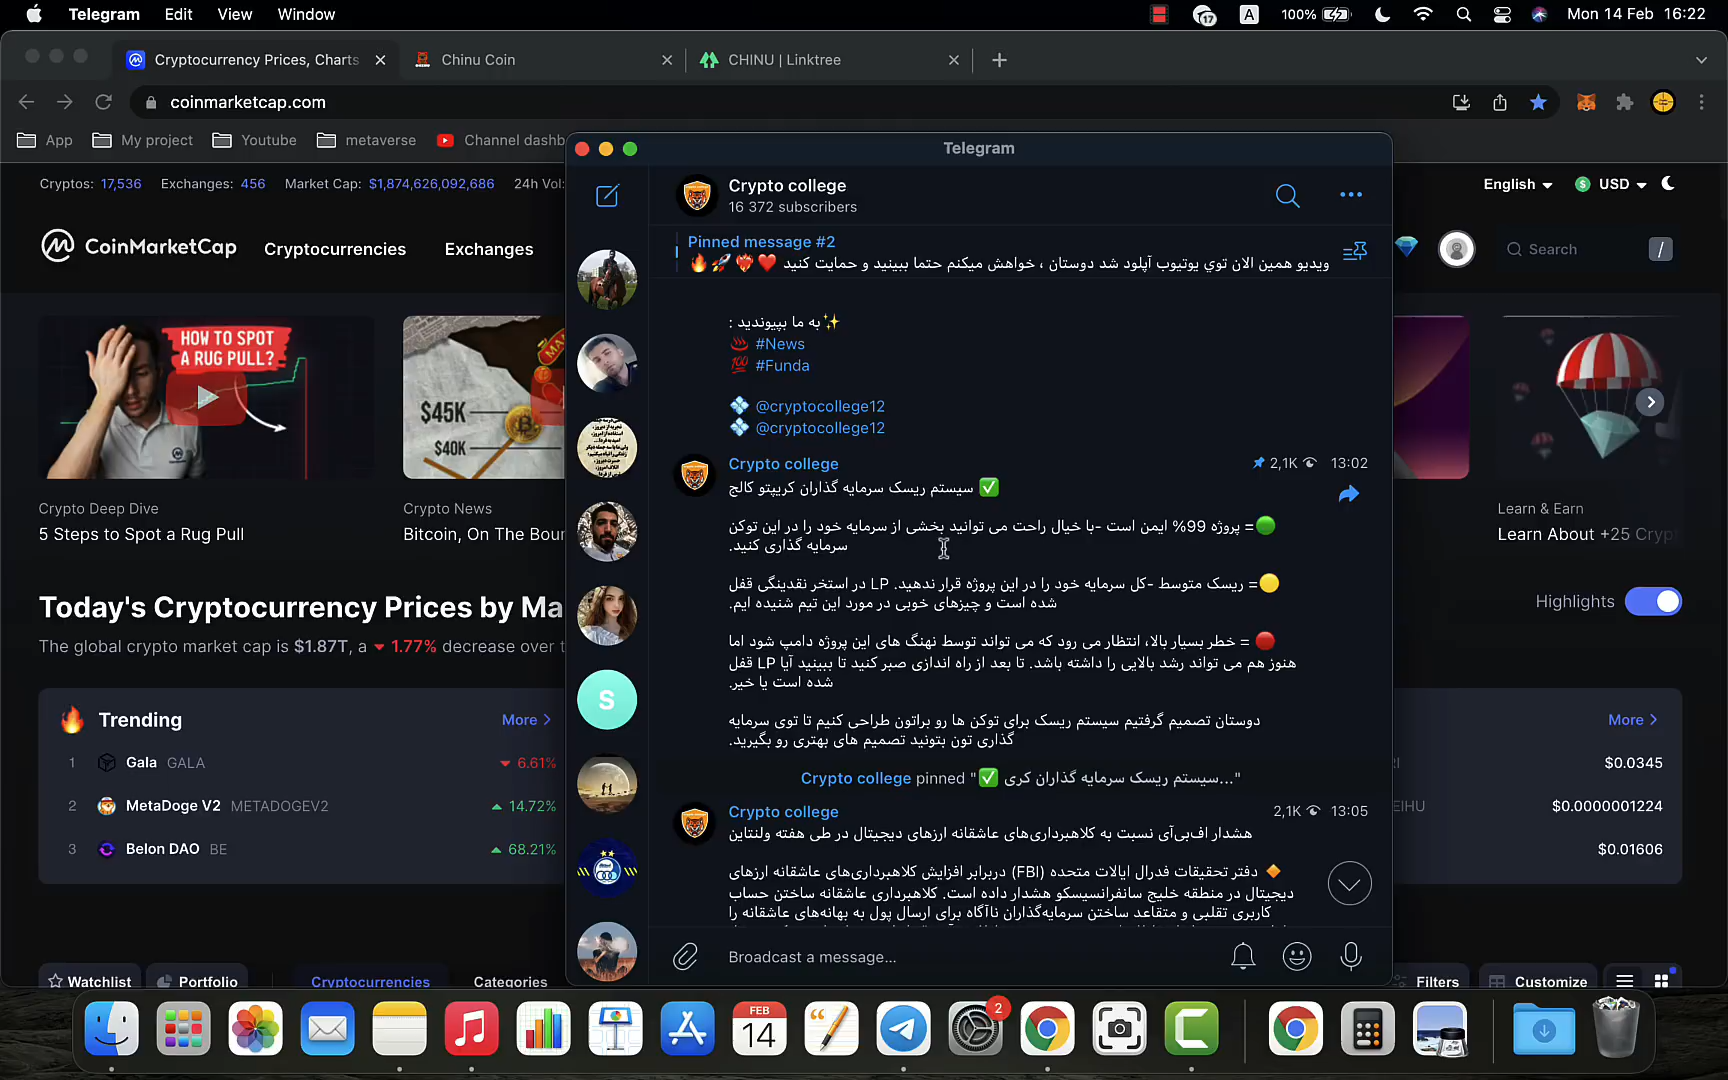 Telegram Edit View Window
17 A 100% Mon 14 Feb 16:22
Cryptocurrency Prices, Charts
Chinu Coin
CHINU | Linktree
coinmarketcap.com
App My project Youtube metaverse Channel dashb
Telegram
Cryptos: 17,536 Exchanges: 456 Market Cap: $1,874,626,092,686 24h Vol:
English USD
CoinMarketCap Cryptocurrencies Exchanges
Search /
Crypto college
16 372 subscribers
Pinned message #2
ویدیو همین الان توي یوتیوب آپلود شد دوستان ، خواهش میکنم حتما ببینید و حمایت کنید ❤️❤️‍🔥🚀🔥
✨به ما بپیوندید :
♨️ #News
💯 #Funda
💠 @cryptocollege12
💠 @cryptocollege12
HOW TO SPOT
A RUG PULL?
$45K
$40K
Crypto Deep Dive
5 Steps to Spot a Rug Pull
Crypto News
Bitcoin, On The Bour
Learn & Earn
Learn About +25 Cryp
Crypto college 2,1K 13:02
✅ سیستم ریسک سرمایه گذاران کریپتو کالج
🟢= پروژه 99% ایمن است -با خیال راحت می توانید بخشی از سرمایه خود را در این توکن
سرمایه گذاری کنید.
🟡= ریسک متوسط -کل سرمایه خود را در این پروژه قرار ندهید. LP در استخر نقدینگی قفل
شده است و چیزهای خوبی در مورد این تیم شنیده ایم.
🔴 = خطر بسیار بالا، انتظار می رود که می تواند توسط نهنگ های این پروژه دامپ شود اما
هنوز هم می تواند رشد بالایی را داشته باشد. تا بعد از راه اندازی صبر کنید تا ببینید آیا LP قفل
شده است یا خیر.
دوستان تصمیم گرفتیم سیستم ریسک برای توکن ها رو براتون طراحی کنیم تا توی سرمایه
گذاری تون بتونید تصمیم های بهتری رو بگیرید.
Crypto college pinned "✅ سیستم ریسک سرمایه گذاران کری..."
Crypto college 2,1K 13:05
هشدار اف‌بی‌آی نسبت به کلاهبرداری‌های عاشقانه ارزهای دیجیتال در طی هفته ولنتاین
🔸 دفتر تحقیقات فدرال ایالات متحده (FBI) دربرابر افزایش کلاهبرداری‌های عاشقانه ارزهای
دیجیتال در منطقه خلیج سانفرانسیسکو هشدار داده است. کلاهبرداری عاشقانه ساختن حساب
کاربری تقلبی و متقاعد ساختن سرمایه‌گذاران ناآگاه برای ارسال پول به بهانه‌های عاشقانه را
Broadcast a message...
S
Today's Cryptocurrency Prices by Ma
Highlights
The global crypto market cap is $1.87T, a 1.77% decrease over t
Trending More
1 Gala GALA 6.61%
2 MetaDoge V2 METADOGEV2 14.72%
3 Belon DAO BE 68.21%
More
$0.0345
EIHU $0.0000001224
$0.01606
Watchlist Portfolio Cryptocurrencies Categories
Filters Customize
FEB
14
2